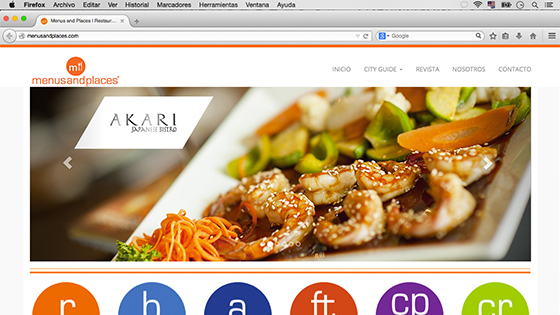 Firefox Archivo Editar Ver Historial Marcadores Herramientas Ventana Ayuda
Menus and Places | Restaur...
menusandplaces.com
Google
m
menusandplaces®
INICIO CITY GUIDE REVISTA NOSOTROS CONTACTO
AKARI
JAPANESE BISTRO
r b a ft cp cr